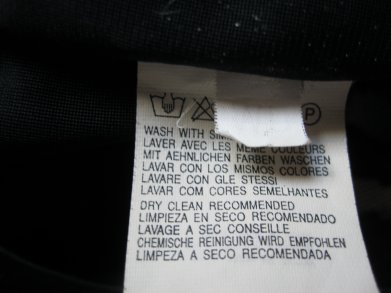 P
WASH WITH
LAVER AVEC LES MEME COULEURS
MIT AEHNLICHEN FARBEN WASCHEN
LAVAR CON LOS MISMOS COLORES
LAVARE CON GLE STESSI
LAVAR COM CORES SEMELHANTES
DRY CLEAN RECOMMENDED
LIMPIEZA EN SECO RECOMENDADO
LAVAGE A SEC CONSEILLE
CHEMISCHE REINIGUNG WIRD EMPFOHLEN
LIMPEZA A SECO RECOMENDADA